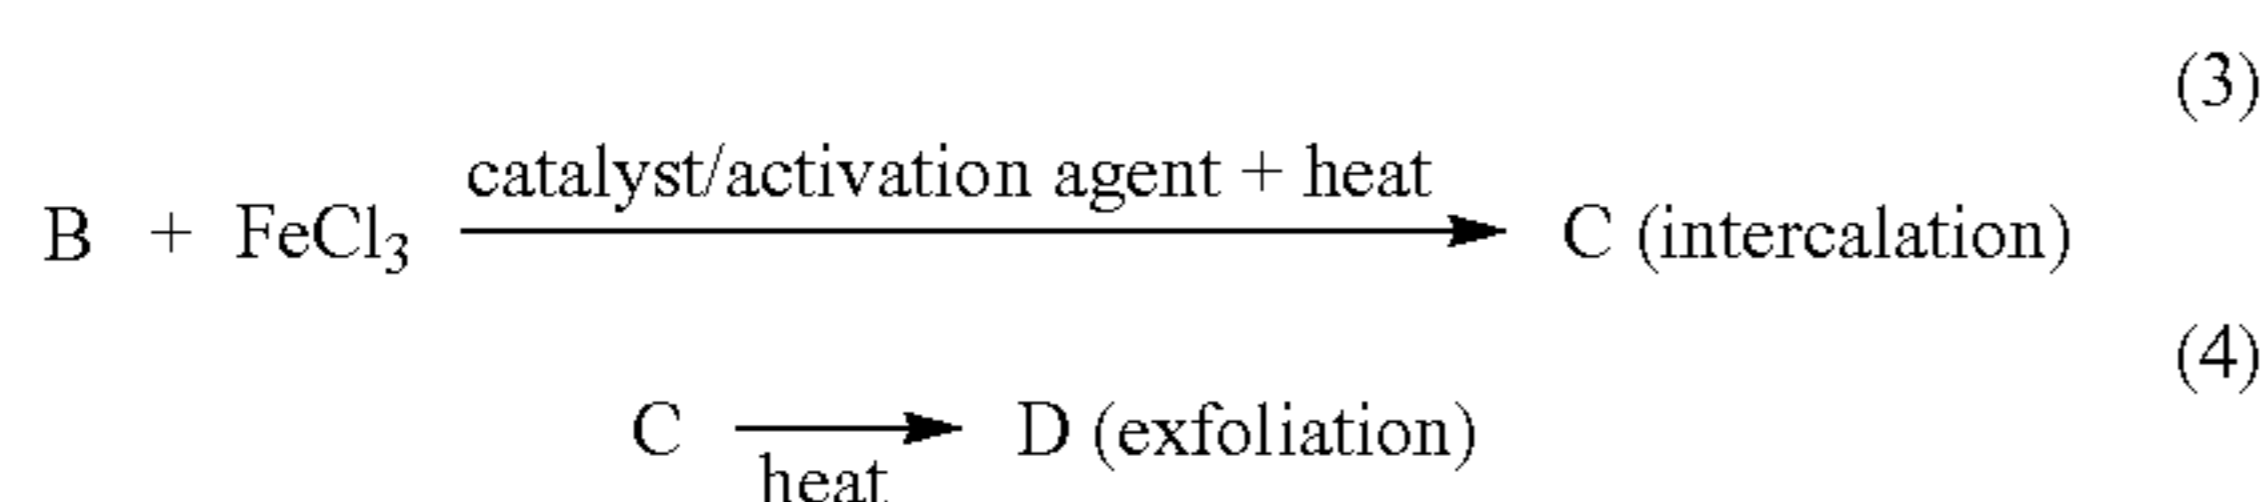 (3)
catalyst/activation agent + heat
B + FeCl₃ → C (intercalation)
(4)
C → D (exfoliation)
heat